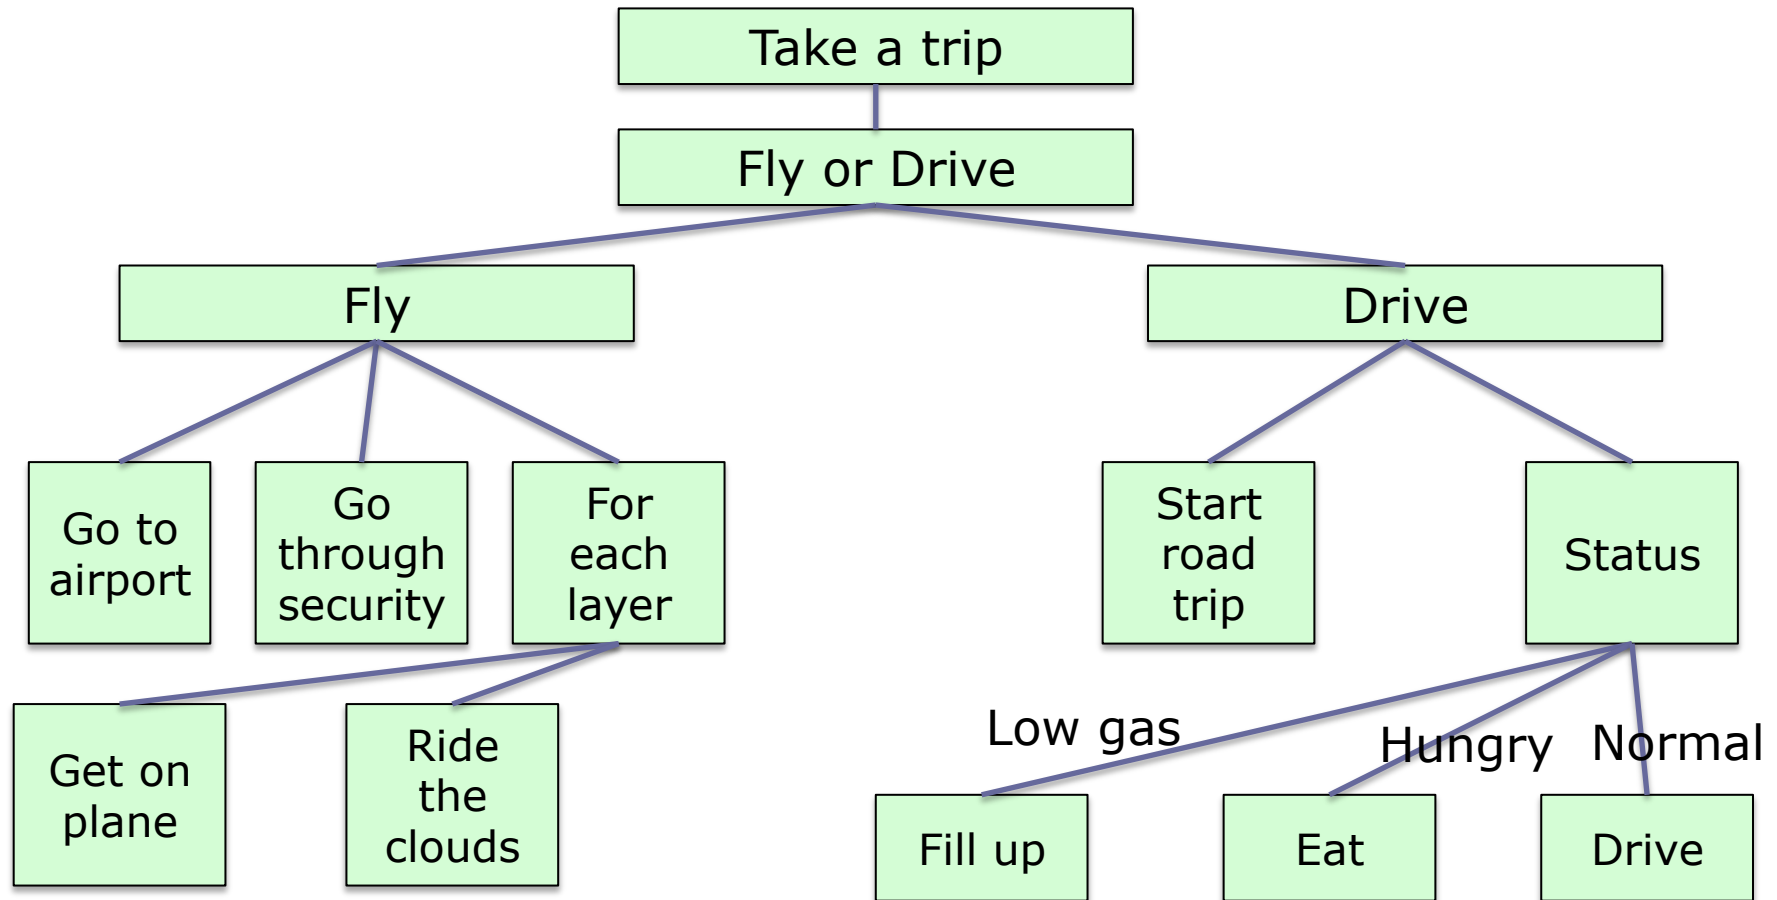 Take a trip
Fly or Drive
Fly
Drive
Go to
airport
Go
through
security
For
each
layer
Start
road
trip
Status
Get on
plane
Ride
the
clouds
Low gas
Hungry
Normal
Fill up
Eat
Drive